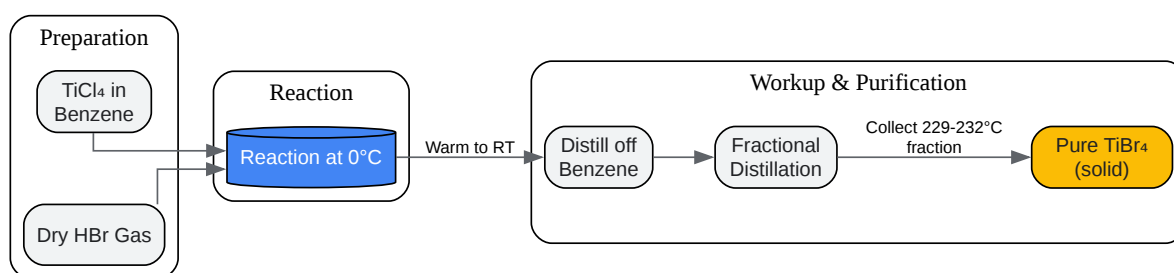 Preparation
TiCl₄ in
Benzene
Dry HBr Gas
Reaction
Reaction at 0°C
Warm to RT
Workup & Purification
Distill off
Benzene
Fractional
Distillation
Collect 229-232°C
fraction
Pure TiBr₄
(solid)